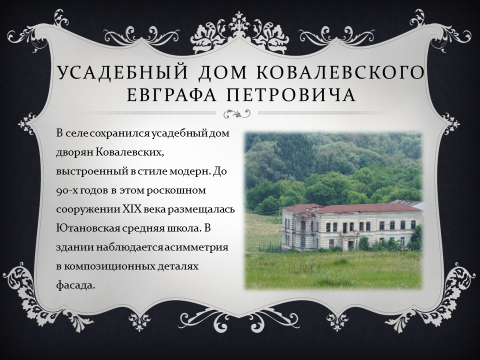 УСАДЕБНЫЙ ДОМ КОВАЛЕВСКОГО
ЕВГРАФА ПЕТРОВИЧА
В селе сохранился усадебный дом
дворян Ковалевских,
выстроенный в стиле модерн. До
90-х годов в этом роскошном
сооружении XIX века размещалась
Ютановская средняя школа. В
здании наблюдается асимметрия
в композиционных деталях
фасада.